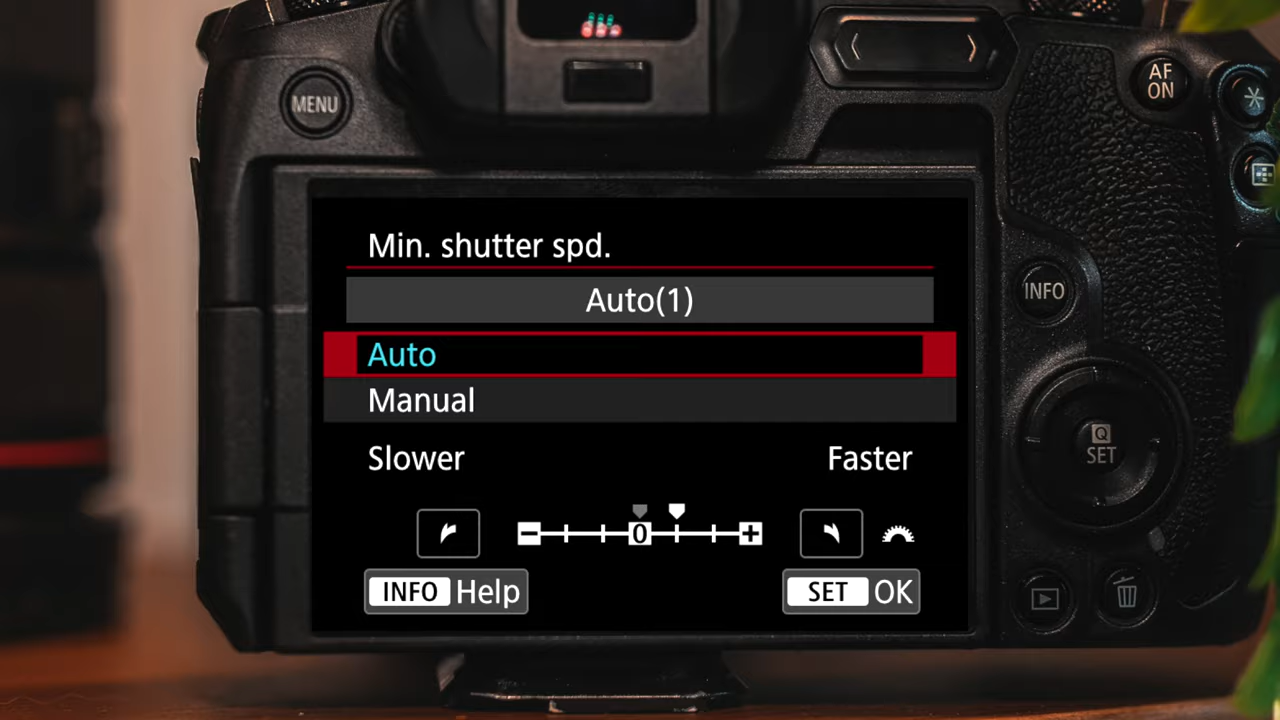 MENU
AF
ON
Min. shutter spd.
INFO
Auto(1)
Auto
Manual
Slower
Faster
Q
SET
0
INFO Help
SET OK